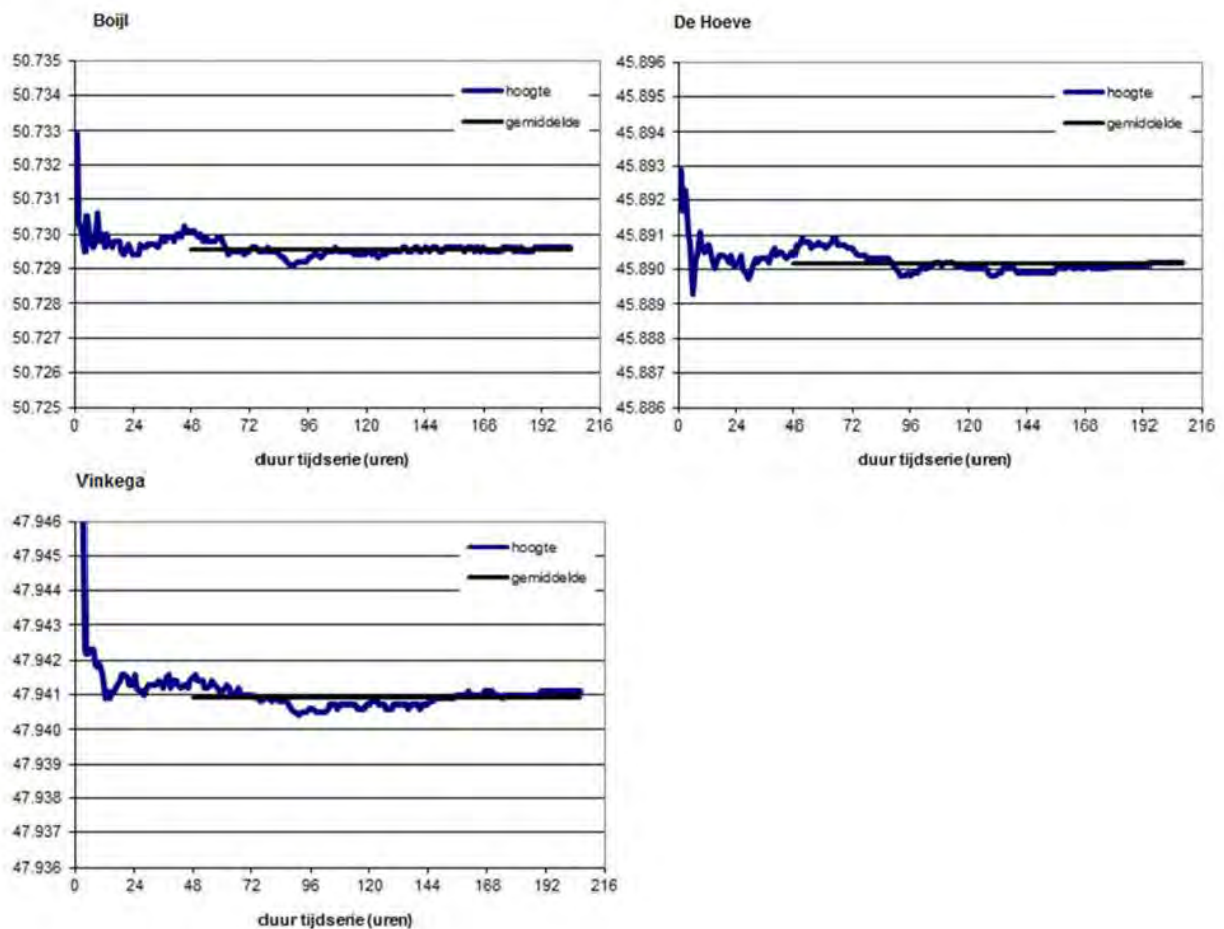 Boijl
50.735
50.734
50.733
50.732
50.731
50.730
50.729
50.728
50.727
50.726
50.725
hoogte
gemiddelde
0 24 48 72 96 120 144 168 192 216
duur tijdserie (uren)
De Hoeve
45.896
45.895
45.894
45.893
45.892
45.891
45.890
45.889
45.888
45.887
45.886
hoogte
gemiddelde
0 24 48 72 96 120 144 168 192 216
duur tijdserie (uren)
Vinkega
47.946
47.945
47.944
47.943
47.942
47.941
47.940
47.939
47.938
47.937
47.936
hoogte
gemiddelde
0 24 48 72 96 120 144 168 192 216
duur tijdserie (uren)